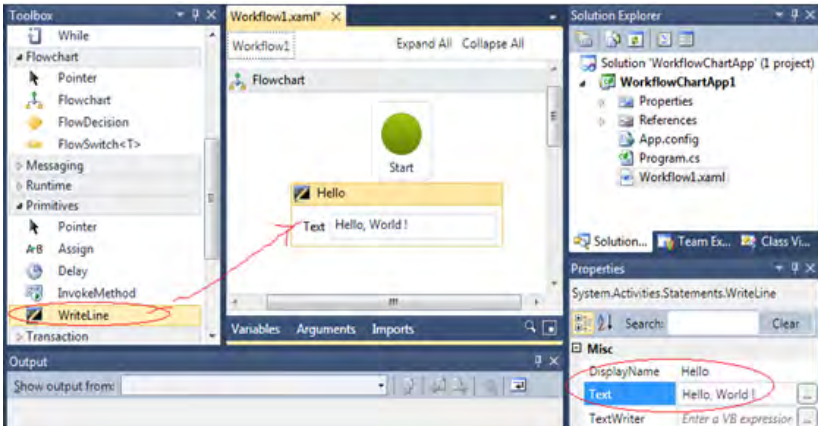 Toolbox
While
Flowchart
Pointer
Flowchart
FlowDecision
FlowSwitch<T>
Messaging
Runtime
Primitives
Pointer
A+B Assign
Delay
InvokeMethod
WriteLine
Transaction
Workflow1.xaml*
Workflow1
Expand All Collapse All
Flowchart
Start
Hello
Text Hello, World !
Variables Arguments Imports
Solution Explorer
Solution 'WorkflowChartApp' (1 project)
WorkflowChartApp1
Properties
References
App.config
Program.cs
Workflow1.xaml
Solution... Team Ex... Class Vi...
Properties
System.Activities.Statements.WriteLine
Search: Clear
Misc
DisplayName Hello
Text Hello, World ! ...
TextWriter Enter a VB expression ...
Output
Show output from: